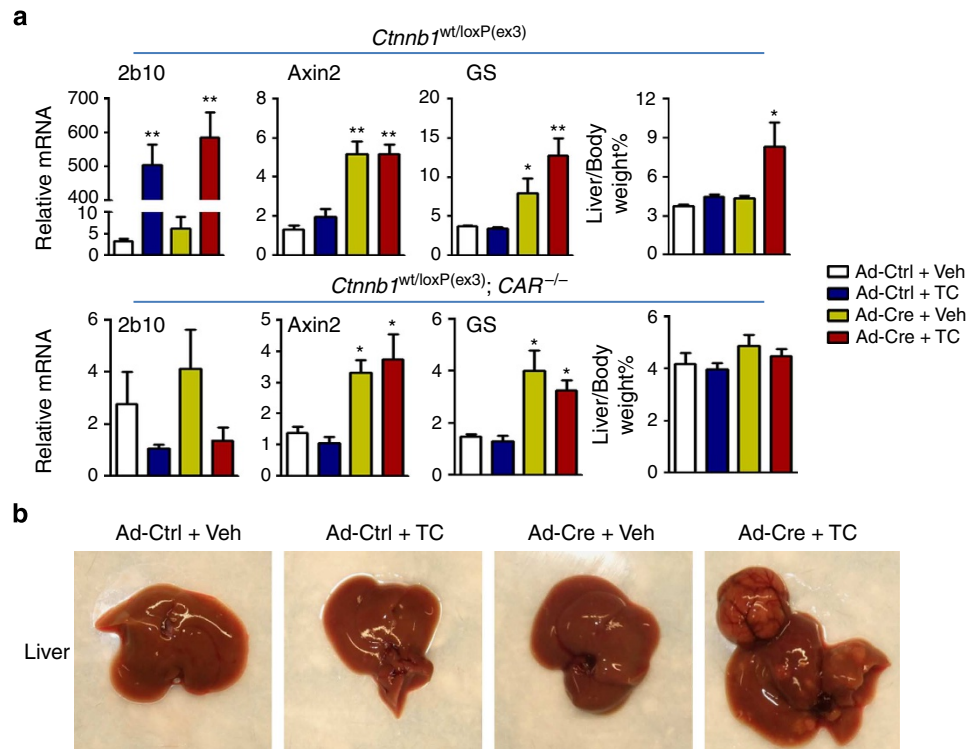 a
Ctnnb1wt/loxP(ex3)
2b10
Axin2
GS
Relative mRNA
700
600
500
400
10
5
0
**
**
8
6
4
2
0
**
**
20
15
10
5
0
*
**
Liver/Body
weight%
12
9
6
3
0
*
Ctnnb1wt/loxP(ex3); CAR−/−
2b10
Axin2
GS
Relative mRNA
6
4
2
0
5
4
3
2
1
0
*
*
6
4
2
0
*
*
Liver/Body
weight%
6
4
2
0
Ad-Ctrl + Veh
Ad-Ctrl + TC
Ad-Cre + Veh
Ad-Cre + TC
b
Ad-Ctrl + Veh
Ad-Ctrl + TC
Ad-Cre + Veh
Ad-Cre + TC
Liver